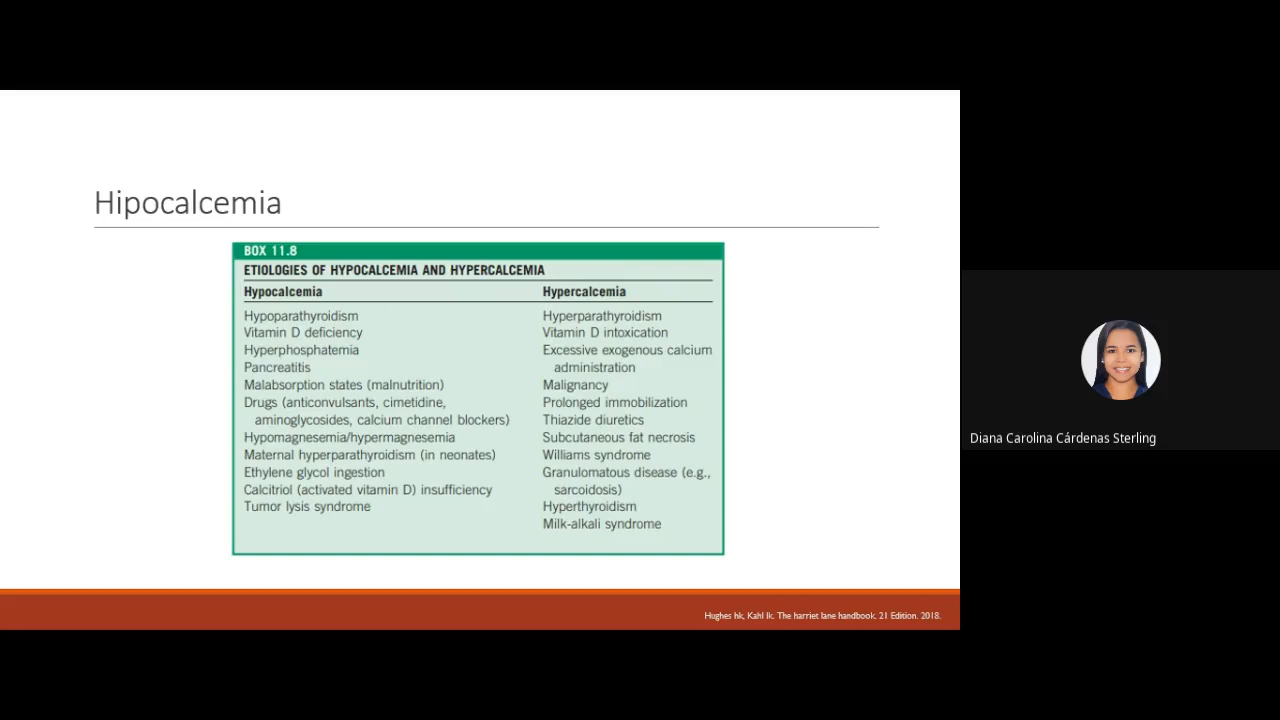 Hipocalcemia
BOX 11.8
ETIOLOGIES OF HYPOCALCEMIA AND HYPERCALCEMIA
Hypocalcemia
Hypoparathyroidism
Vitamin D deficiency
Hyperphosphatemia
Pancreatitis
Malabsorption states (malnutrition)
Drugs (anticonvulsants, cimetidine,
aminoglycosides, calcium channel blockers)
Hypomagnesemia/hypermagnesemia
Maternal hyperparathyroidism (in neonates)
Ethylene glycol ingestion
Calcitriol (activated vitamin D) insufficiency
Tumor lysis syndrome
Hypercalcemia
Hyperparathyroidism
Vitamin D intoxication
Excessive exogenous calcium
administration
Malignancy
Prolonged immobilization
Thiazide diuretics
Subcutaneous fat necrosis
Williams syndrome
Granulomatous disease (e.g.,
sarcoidosis)
Hyperthyroidism
Milk-alkali syndrome
Hughes hk, Kahl lk. The harriet lane handbook. 21 Edition. 2018.
Diana Carolina Cárdenas Sterling